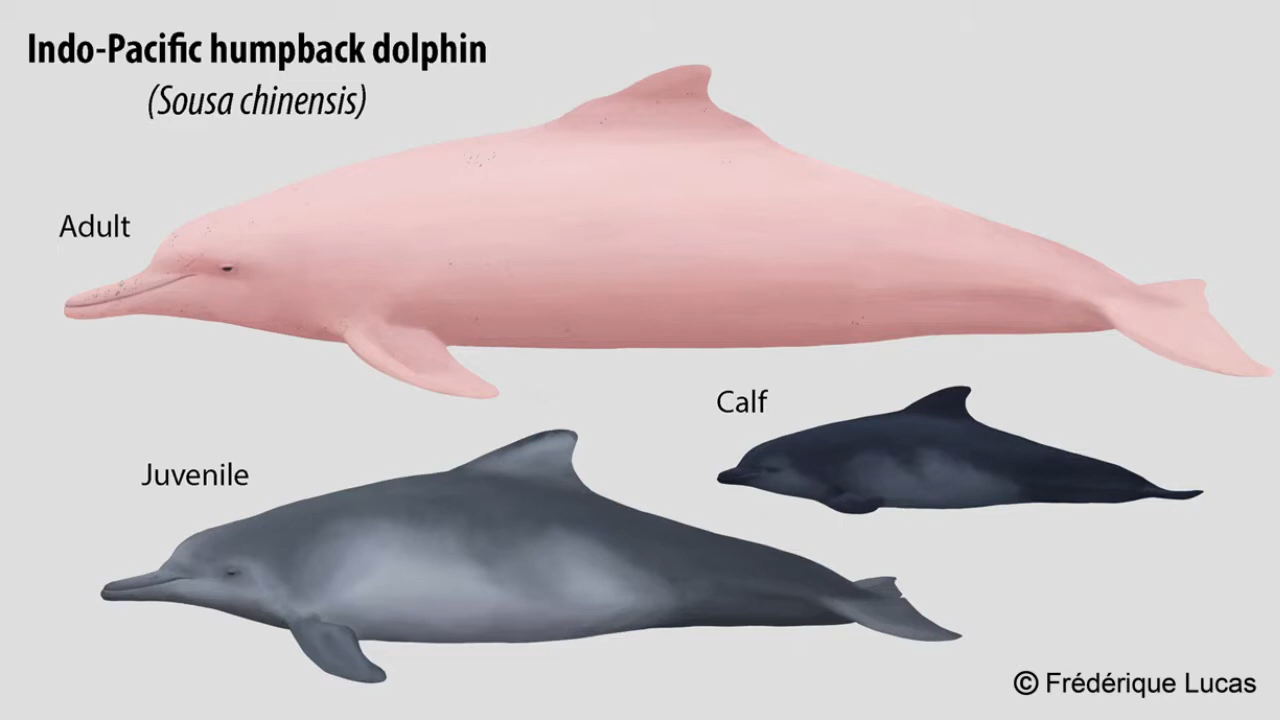 Indo-Pacific humpback dolphin
(Sousa chinensis)
Adult
Calf
Juvenile
© Frédérique Lucas